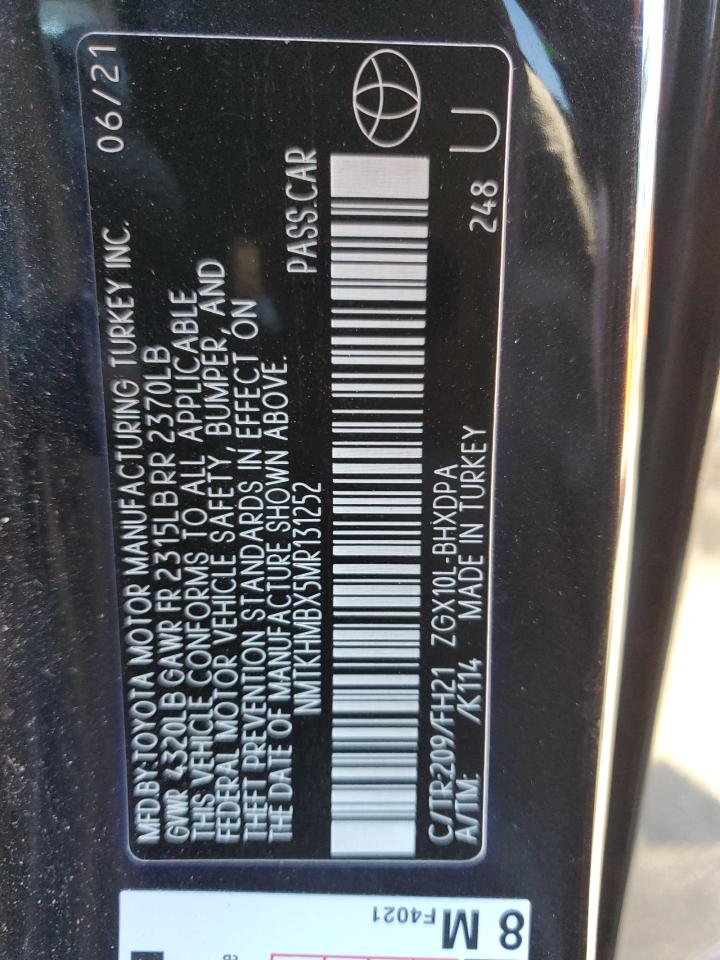 MFD BY:TOYOTA MOTOR MANUFACTURING TURKEY INC. 06/21
GVWR 4320LB GAWR FR 2315LB RR 2370LB
THIS VEHICLE CONFORMS TO ALL APPLICABLE
FEDERAL MOTOR VEHICLE SAFETY, BUMPER, AND
THEFT PREVENTION STANDARDS IN EFFECT ON
THE DATE OF MANUFACTURE SHOWN ABOVE.
NMTKHMBX5MR131252 PASS.CAR
C/TR:209/FH21 ZGX10L-BHXDPA 248
A/TM: /K114 MADE IN TURKEY U
8 M
F4021